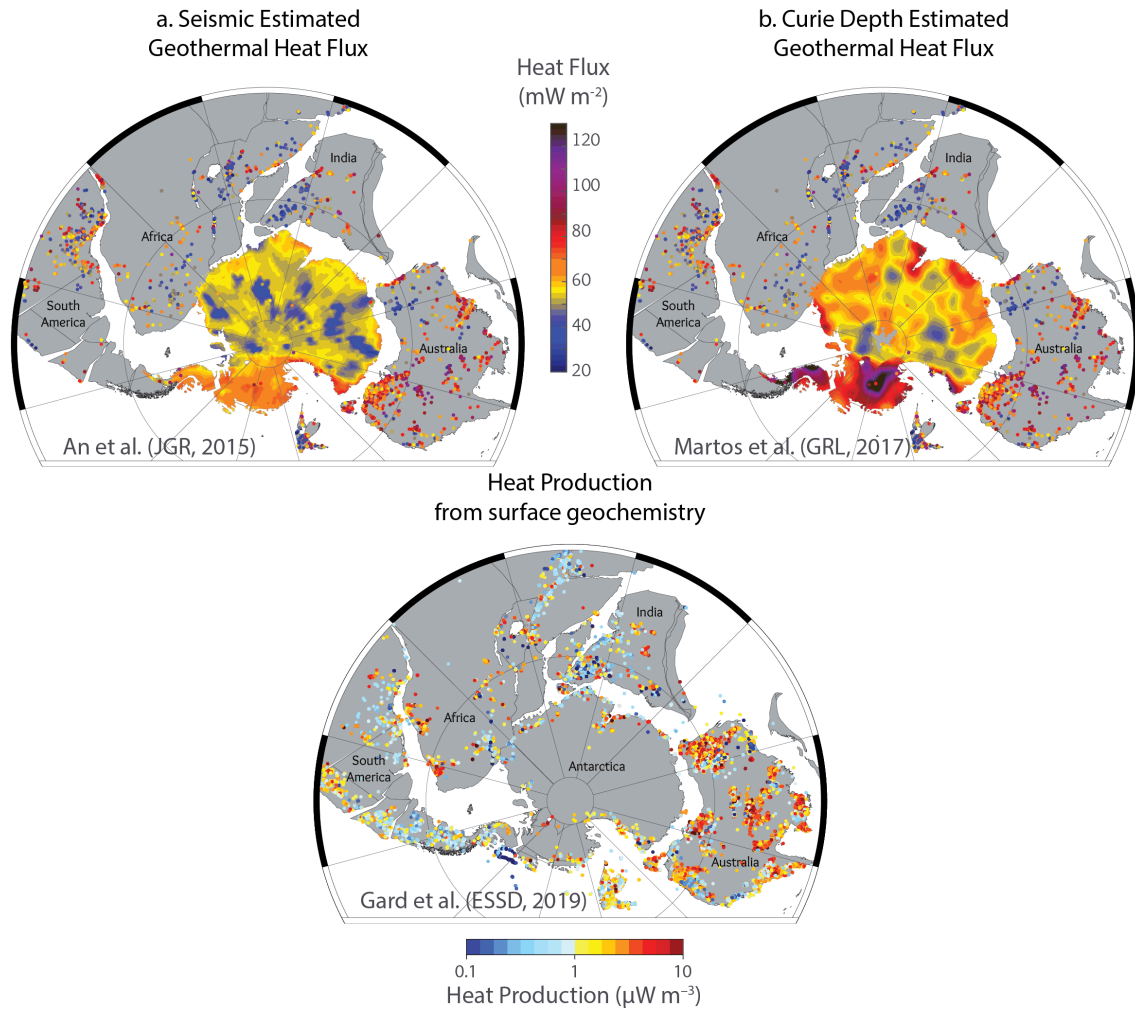 a. Seismic Estimated
Geothermal Heat Flux
b. Curie Depth Estimated
Geothermal Heat Flux
Heat Flux
(mW m⁻²)
120
100
80
60
40
20
India
Africa
South
America
Australia
An et al. (JGR, 2015)
India
Africa
South
America
Australia
Martos et al. (GRL, 2017)
Heat Production
from surface geochemistry
India
Africa
South
America
Antarctica
Australia
Gard et al. (ESSD, 2019)
0.1
1
10
Heat Production (µW m⁻³)